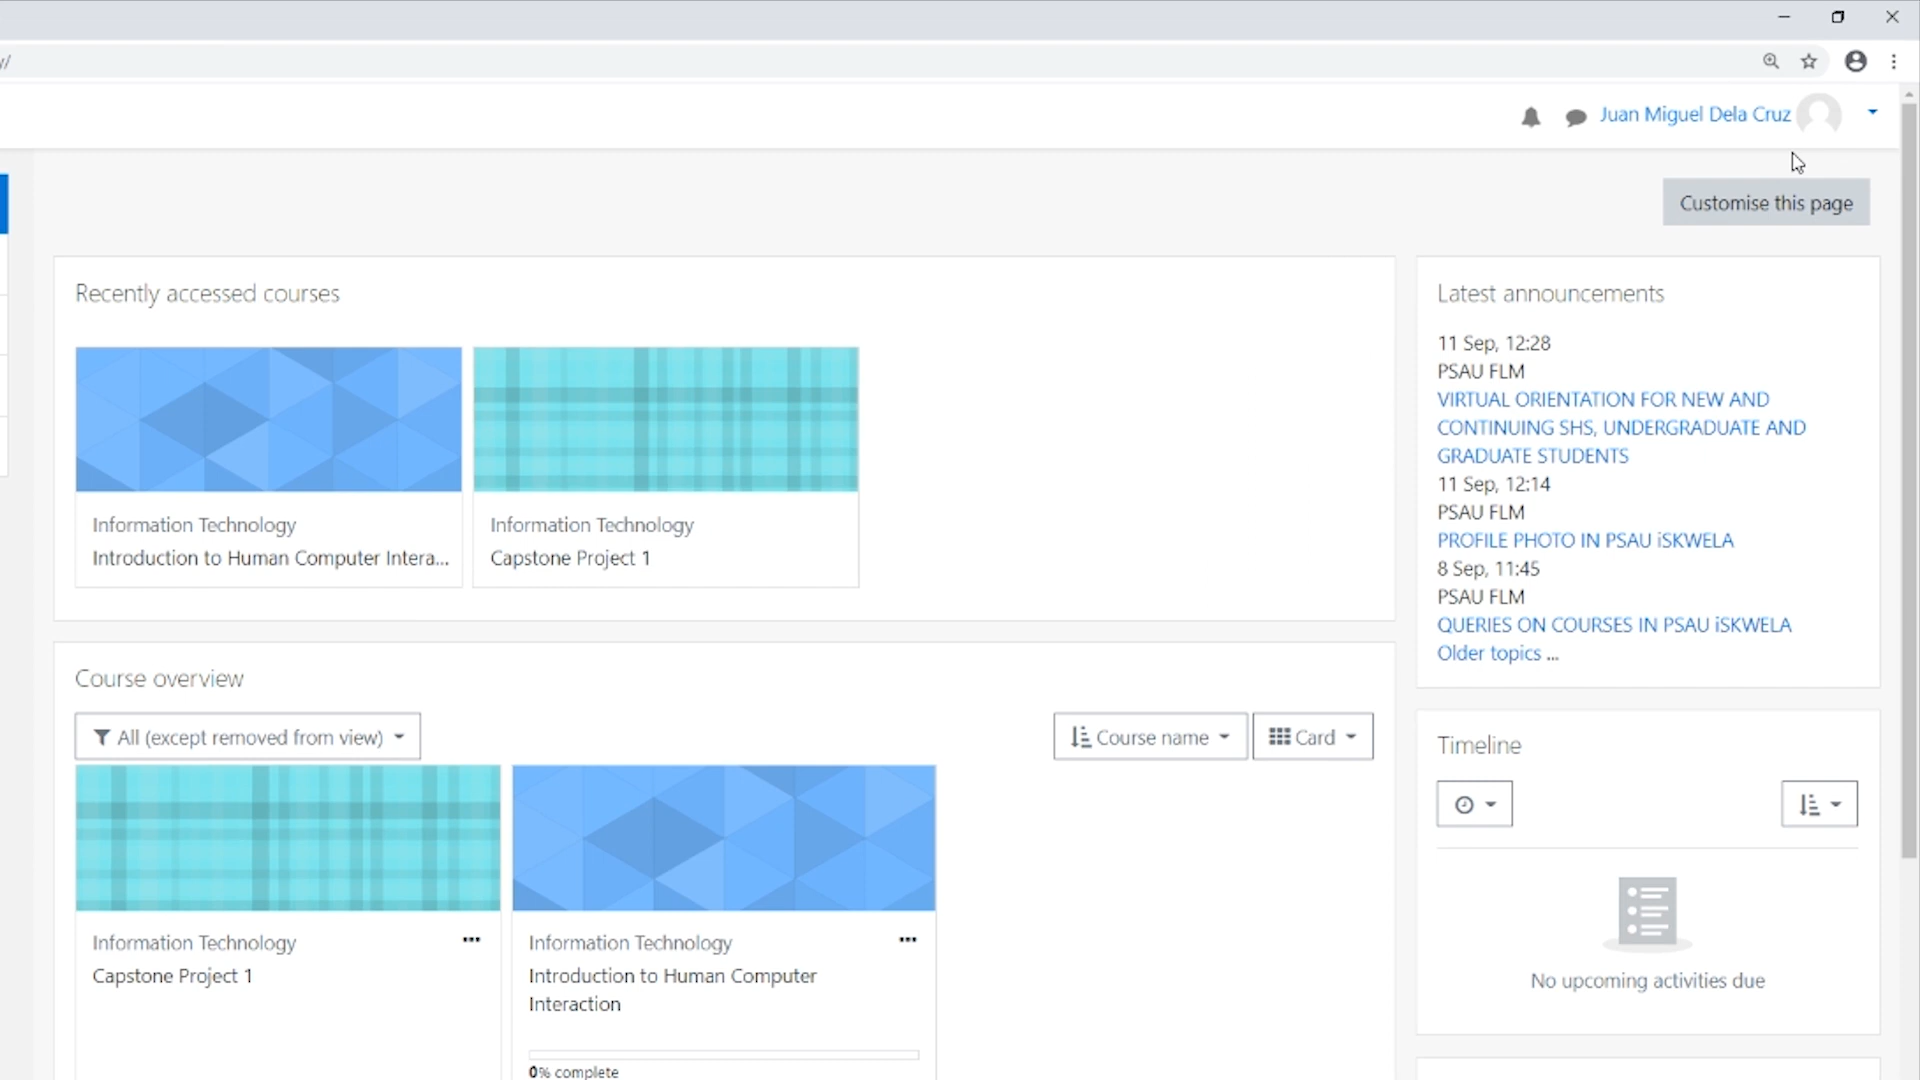 /
Juan Miguel Dela Cruz
Customise this page
Recently accessed courses
Information Technology
Introduction to Human Computer Intera...
Information Technology
Capstone Project 1
Course overview
All (except removed from view)
Course name
Card
Information Technology
Capstone Project 1
Information Technology
Introduction to Human Computer
Interaction
0% complete
Latest announcements
11 Sep, 12:28
PSAU FLM
VIRTUAL ORIENTATION FOR NEW AND
CONTINUING SHS, UNDERGRADUATE AND
GRADUATE STUDENTS
11 Sep, 12:14
PSAU FLM
PROFILE PHOTO IN PSAU iSKWELA
8 Sep, 11:45
PSAU FLM
QUERIES ON COURSES IN PSAU iSKWELA
Older topics ...
Timeline
No upcoming activities due